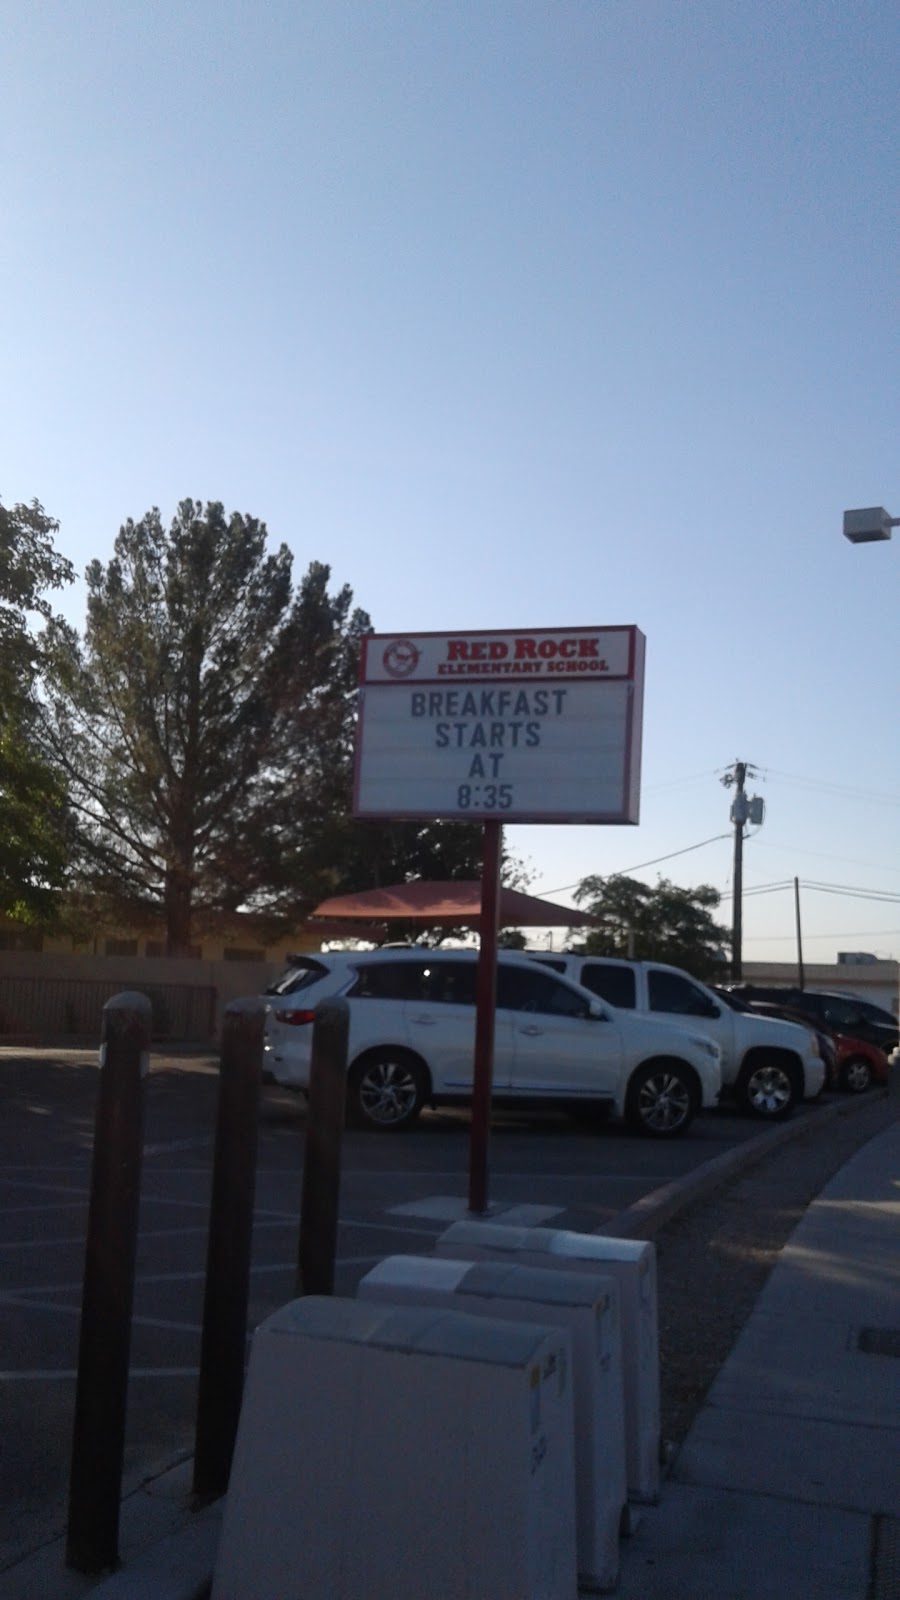 RED ROCK
ELEMENTARY SCHOOL
BREAKFAST
STARTS
AT
8:35